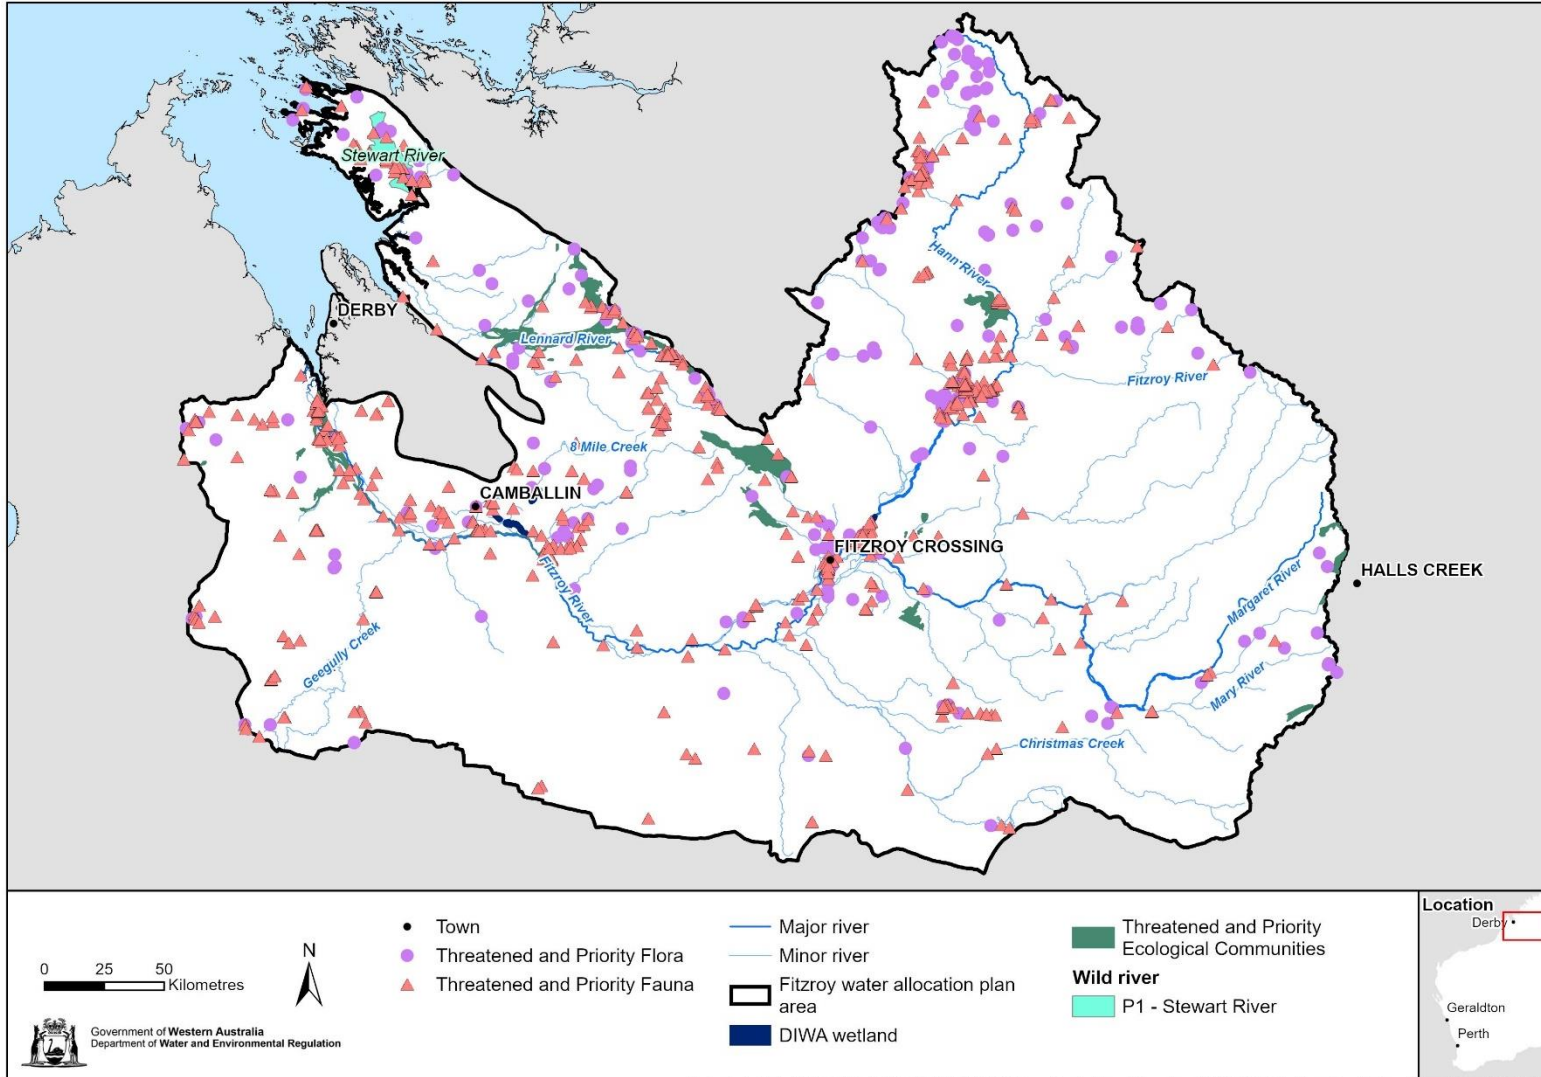 Stewart River
Hann River
DERBY
Lennard River
Fitzroy River
8 Mile Creek
CAMBALLIN
FITZROY CROSSING
HALLS CREEK
Fitzroy River
Margaret River
Geegully Creek
Mary River
Christmas Creek
N
0 25 50
Kilometres
Government of Western Australia
Department of Water and Environmental Regulation
Town
Threatened and Priority Flora
Threatened and Priority Fauna
Major river
Minor river
Fitzroy water allocation plan
area
DIWA wetland
Threatened and Priority
Ecological Communities
Wild river
P1 - Stewart River
Location
Derby
Geraldton
Perth